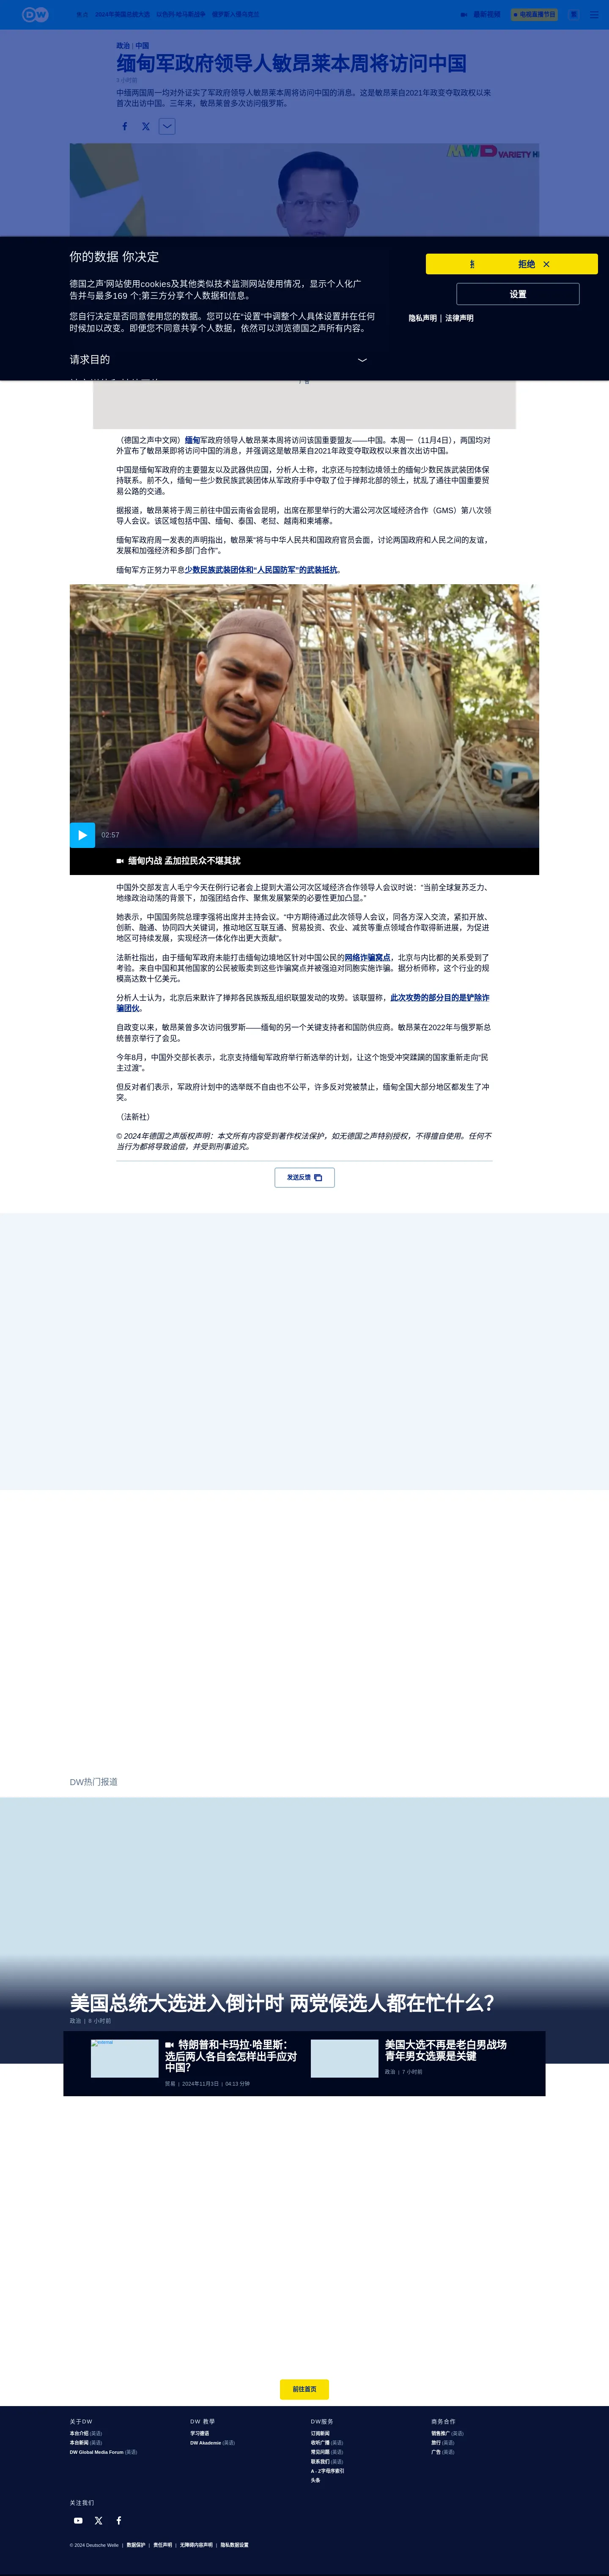 DW
2024年美国总统大选
以色列-哈马斯战争
俄罗斯入侵乌克兰
最新视频
电视直播节目
政治 | 中国
缅甸军政府领导人敏昂莱本周将访问中国
中缅两国周一均对外证实了军政府领导人敏昂莱本周将访问中国的消息。这是敏昂莱自2021年政变夺取政权以来
首次出访中国。三年来，敏昂莱曾多次访问俄罗斯。
MWD VARIETY H
你的数据 你决定
德国之声'网站使用cookies及其他类似技术监测网站使用情况，显示个人化广
告并与最多169 个;第三方分享个人数据和信息。
您自行决定是否同意使用您的数据。您可以在“设置”中调整个人具体设置并在任何
时候加以改变。即便您不同意共享个人数据，依然可以浏览德国之声所有内容。
请求目的
拒绝
设置
隐私声明 | 法律声明
（德国之声中文网）缅甸军政府领导人敏昂莱本周将访问该国重要盟友——中国。本周一（11月4日），两国均对
外宣布了敏昂莱即将访问中国的消息，并强调这是敏昂莱自2021年政变夺取政权以来首次出访中国。
中国是缅甸军政府的主要盟友以及武器供应国，分析人士称，北京还与控制边境领土的缅甸少数民族武装团体保
持联系。前不久，缅甸一些少数民族武装团体从军政府手中夺取了位于掸邦北部的领土，扰乱了通往中国重要贸
易公路的交通。
据报道，敏昂莱将于周三前往中国云南省会昆明，出席在那里举行的大湄公河次区域经济合作（GMS）第八次领
导人会议。该区域包括中国、缅甸、泰国、老挝、越南和柬埔寨。
缅甸军政府周一发表的声明指出，敏昂莱“将与中华人民共和国政府官员会面，讨论两国政府和人民之间的友谊，
发展和加强经济和多部门合作”。
缅甸军方正努力平息少数民族武装团体和“人民国防军”的武装抵抗。
02:57
缅甸内战 孟加拉民众不堪其扰
中国外交部发言人毛宁今天在例行记者会上提到大湄公河次区域经济合作领导人会议时说：“当前全球复苏乏力、
地缘政治动荡的背景下，加强团结合作、聚焦发展繁荣的必要性更加凸显。”
她表示，中国国务院总理李强将出席并主持会议。“中方期待通过此次领导人会议，同各方深入交流，紧扣开放、
创新、融通、协同四大关键词，推动地区互联互通、贸易投资、农业、减贫等重点领域合作取得新进展，为促进
地区可持续发展，实现经济一体化作出更大贡献”。
法新社指出，由于缅甸军政府未能打击缅甸边境地区针对中国公民的网络诈骗窝点，北京与内比都的关系受到了
考验。来自中国和其他国家的公民被贩卖到这些诈骗窝点并被强迫对同胞实施诈骗。据分析师称，这个行业的规
模高达数十亿美元。
分析人士认为，北京后来默许了掸邦各民族叛乱组织联盟发动的攻势。该联盟称，此次攻势的部分目的是铲除诈
骗团伙。
自政变以来，敏昂莱曾多次访问俄罗斯——缅甸的另一个关键支持者和国防供应商。敏昂莱在2022年与俄罗斯总
统普京举行了会见。
今年8月，中国外交部长表示，北京支持缅甸军政府举行新选举的计划，让这个饱受冲突蹂躏的国家重新走向“民
主过渡”。
但反对者们表示，军政府计划中的选举既不自由也不公平，许多反对党被禁止，缅甸全国大部分地区都发生了冲
突。
（法新社）
© 2024年德国之声版权声明：本文所有内容受到著作权法保护，如无德国之声特别授权，不得擅自使用。任何不
当行为都将导致追偿，并受到刑事追究。
发送反馈
DW热门报道
美国总统大选进入倒计时 两党候选人都在忙什么？
政治 | 8 小时前
特朗普和卡玛拉·哈里斯：
选后两人各自会怎样出手应对
中国？
贸易 | 2024年11月3日 | 04:13 分钟
美国大选不再是老白男战场
青年男女选票是关键
政治 | 7 小时前
前往首页
关于DW
本台介绍 (英语)
本台新闻 (英语)
DW Global Media Forum (英语)
DW 教學
学习德语
DW Akademie (英语)
DW服务
订阅新闻
收听广播 (英语)
常见问题 (英语)
联系我们 (英语)
A - Z字母序索引
头条
商务合作
销售推广 (英语)
旅行 (英语)
广告 (英语)
关注我们
© 2024 Deutsche Welle | 数据保护 | 责任声明 | 无障碍内容声明 | 隐私数据设置